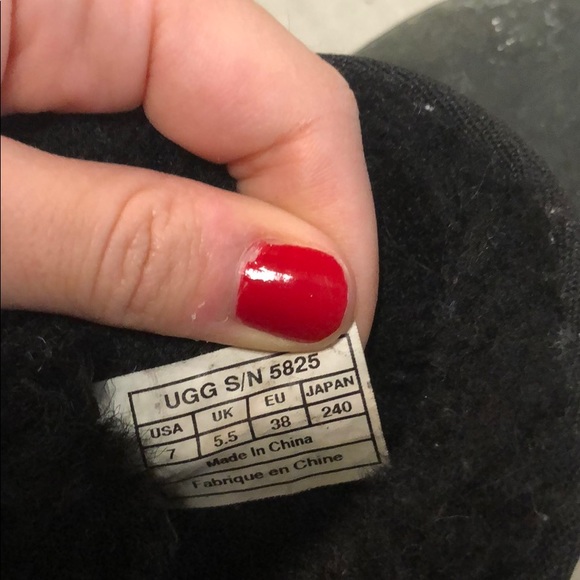 UGG S/N 5825
USA UK EU JAPAN
7 5.5 38 240
Made In China
Fabrique en Chine